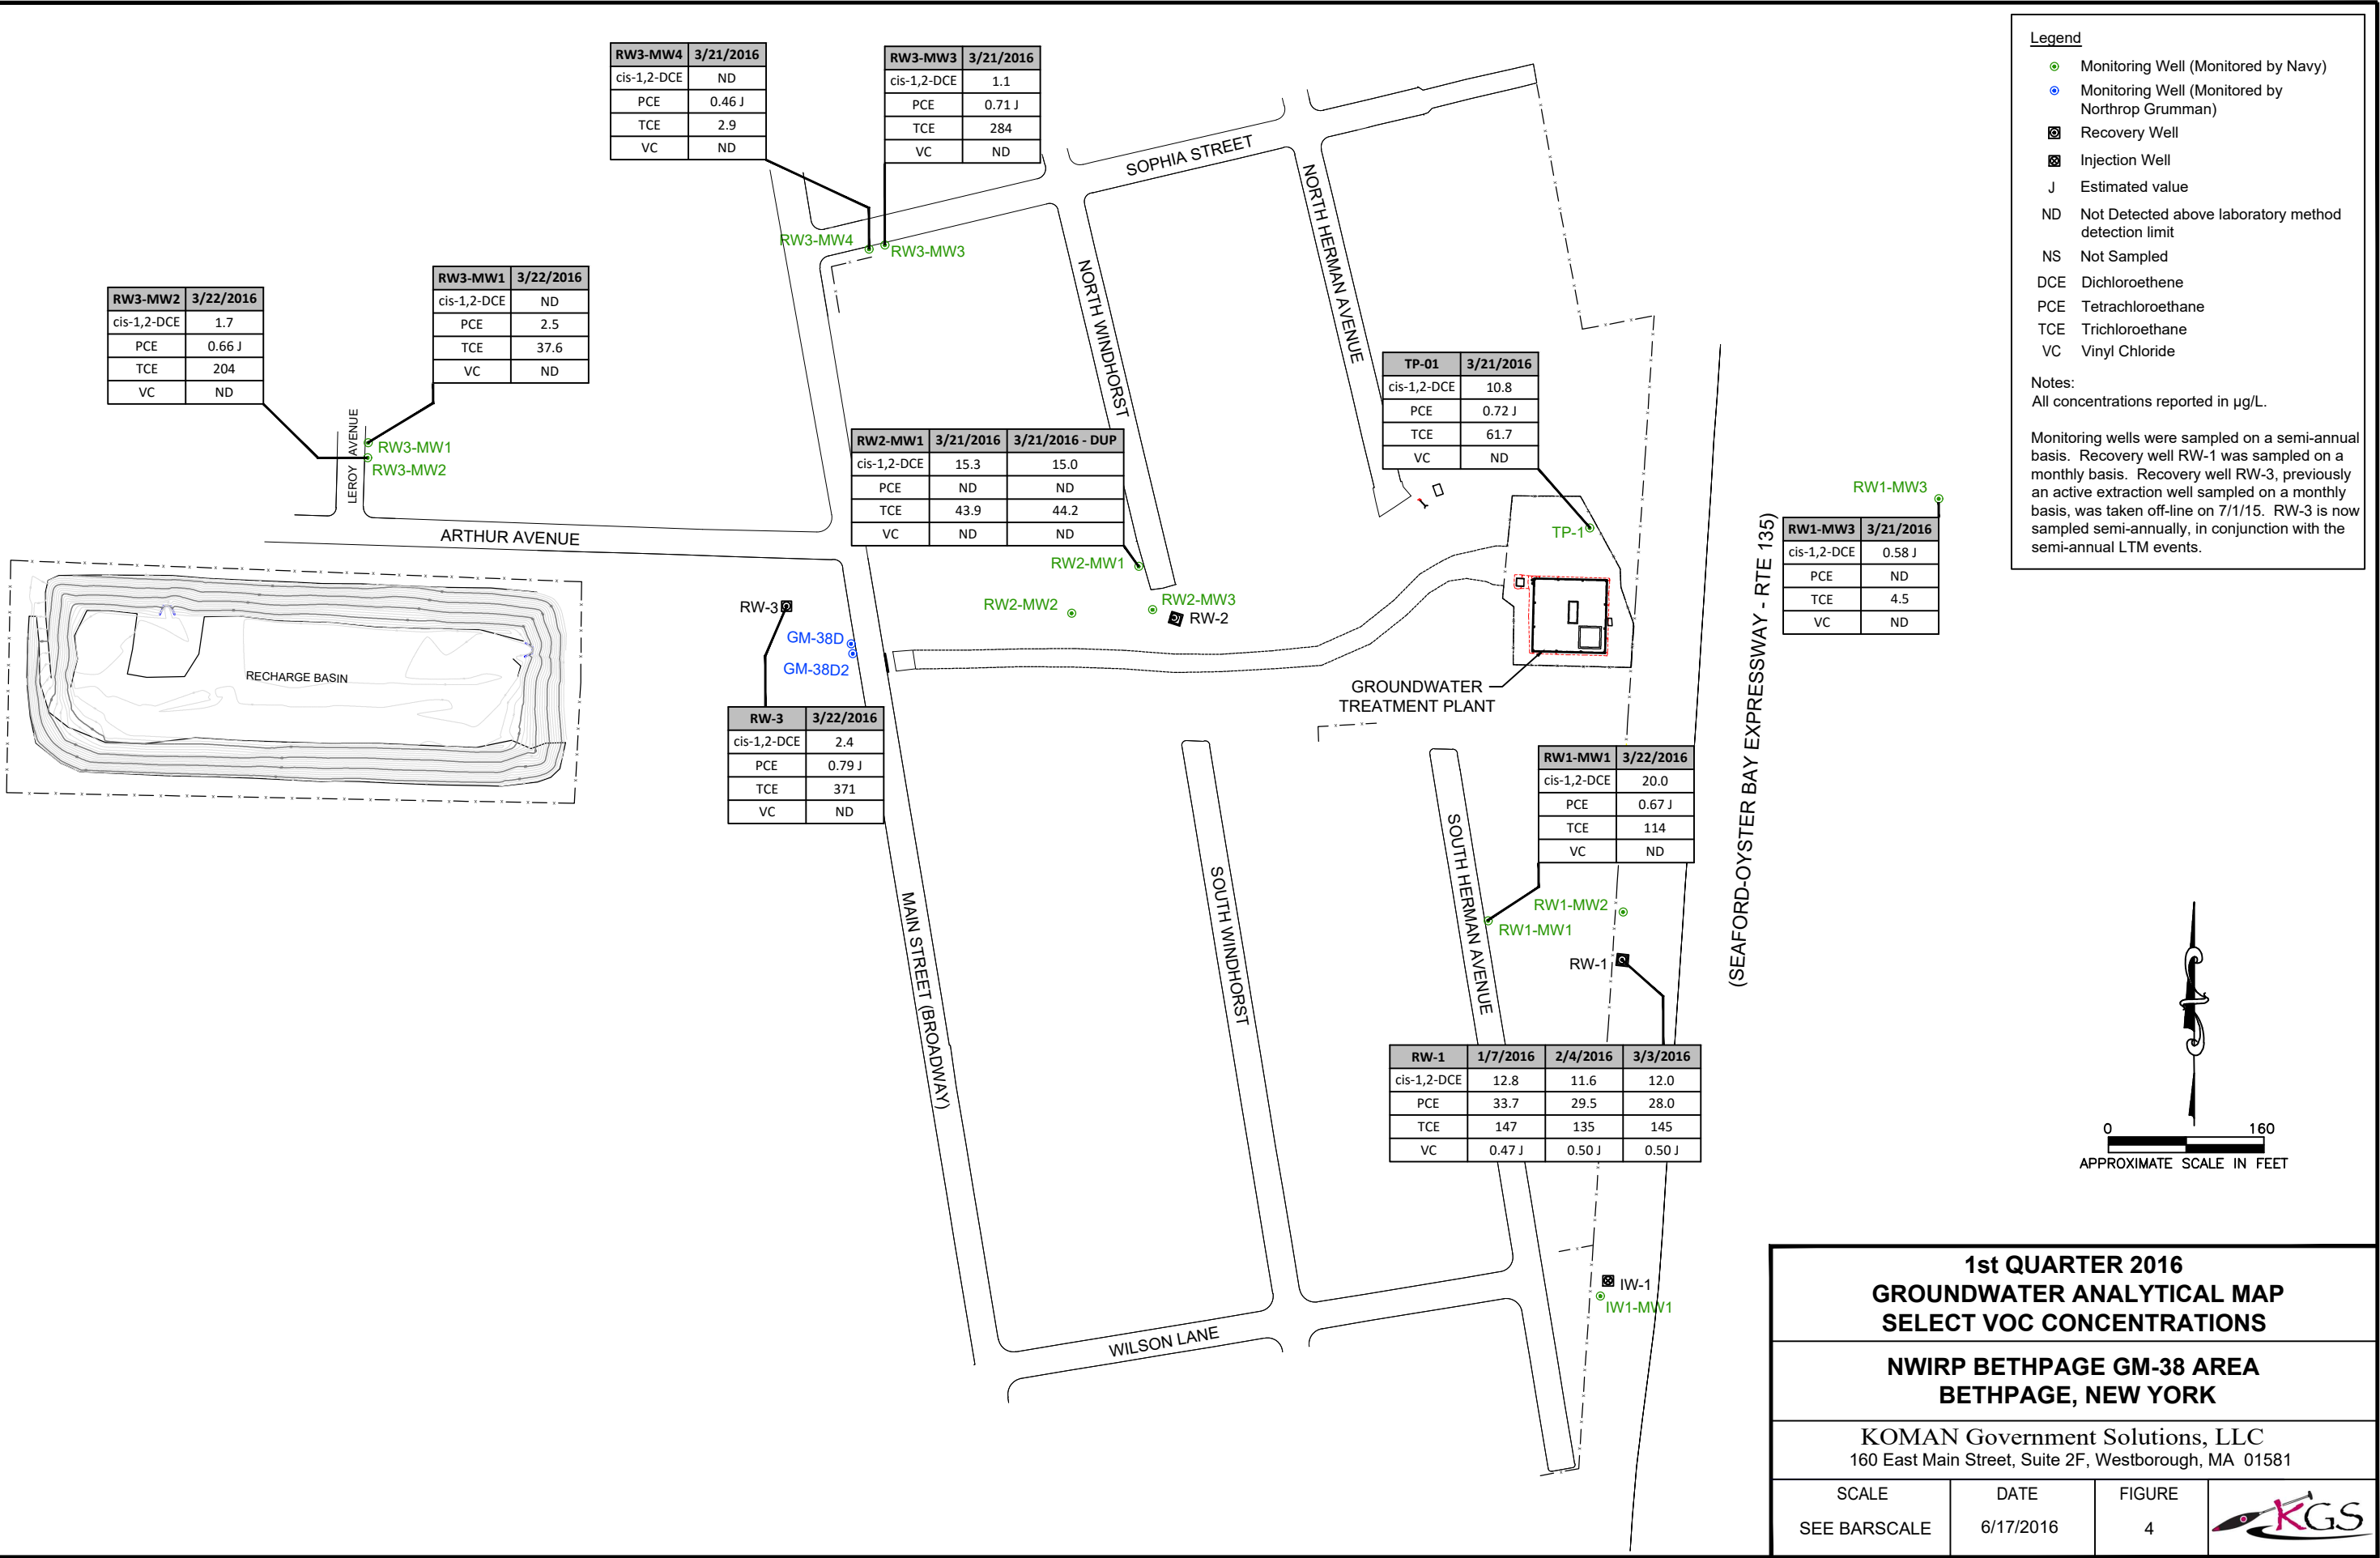 RW3-MW4 3/21/2016
cis-1,2-DCE ND
PCE 0.46 J
TCE 2.9
VC ND
RW3-MW3 3/21/2016
cis-1,2-DCE 1.1
PCE 0.71 J
TCE 284
VC ND
SOPHIA STREET
NORTH HERMAN AVENUE
NORTH WINDHORST
RW3-MW4
RW3-MW3
RW3-MW2 3/22/2016
cis-1,2-DCE 1.7
PCE 0.66 J
TCE 204
VC ND
RW3-MW1 3/22/2016
cis-1,2-DCE ND
PCE 2.5
TCE 37.6
VC ND
LEROY AVENUE
RW3-MW1
RW3-MW2
ARTHUR AVENUE
RW2-MW1 3/21/2016 3/21/2016 - DUP
cis-1,2-DCE 15.3 15.0
PCE ND ND
TCE 43.9 44.2
VC ND ND
TP-01 3/21/2016
cis-1,2-DCE 10.8
PCE 0.72 J
TCE 61.7
VC ND
TP-1
RW2-MW1
RW2-MW2
RW2-MW3
RW-2
RW-3
GM-38D
GM-38D2
RECHARGE BASIN
GROUNDWATER
TREATMENT PLANT
RW-3 3/22/2016
cis-1,2-DCE 2.4
PCE 0.79 J
TCE 371
VC ND
(SEAFORD-OYSTER BAY EXPRESSWAY - RTE 135)
RW1-MW3
RW1-MW3 3/21/2016
cis-1,2-DCE 0.58 J
PCE ND
TCE 4.5
VC ND
RW1-MW1 3/22/2016
cis-1,2-DCE 20.0
PCE 0.67 J
TCE 114
VC ND
RW1-MW2
RW1-MW1
RW-1
MAIN STREET (BROADWAY)
SOUTH WINDHORST
SOUTH HERMAN AVENUE
RW-1 1/7/2016 2/4/2016 3/3/2016
cis-1,2-DCE 12.8 11.6 12.0
PCE 33.7 29.5 28.0
TCE 147 135 145
VC 0.47 J 0.50 J 0.50 J
IW-1
IW1-MW1
WILSON LANE
Legend
Monitoring Well (Monitored by Navy)
Monitoring Well (Monitored by
Northrop Grumman)
Recovery Well
Injection Well
J Estimated value
ND Not Detected above laboratory method
detection limit
NS Not Sampled
DCE Dichloroethene
PCE Tetrachloroethane
TCE Trichloroethane
VC Vinyl Chloride
Notes:
All concentrations reported in µg/L.
Monitoring wells were sampled on a semi-annual
basis. Recovery well RW-1 was sampled on a
monthly basis. Recovery well RW-3, previously
an active extraction well sampled on a monthly
basis, was taken off-line on 7/1/15. RW-3 is now
sampled semi-annually, in conjunction with the
semi-annual LTM events.
0 160
APPROXIMATE SCALE IN FEET
1st QUARTER 2016
GROUNDWATER ANALYTICAL MAP
SELECT VOC CONCENTRATIONS
NWIRP BETHPAGE GM-38 AREA
BETHPAGE, NEW YORK
KOMAN Government Solutions, LLC
160 East Main Street, Suite 2F, Westborough, MA 01581
SCALE DATE FIGURE
SEE BARSCALE 6/17/2016 4
KGS